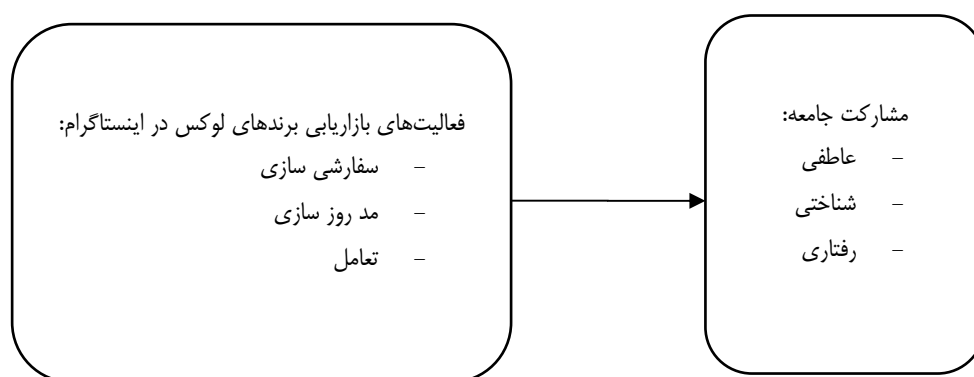 فعالیت‌های بازاریابی برندهای لوکس در اینستاگرام:
- سفارشی سازی
- مد روز سازی
- تعامل
مشارکت جامعه:
- عاطفی
- شناختی
- رفتاری